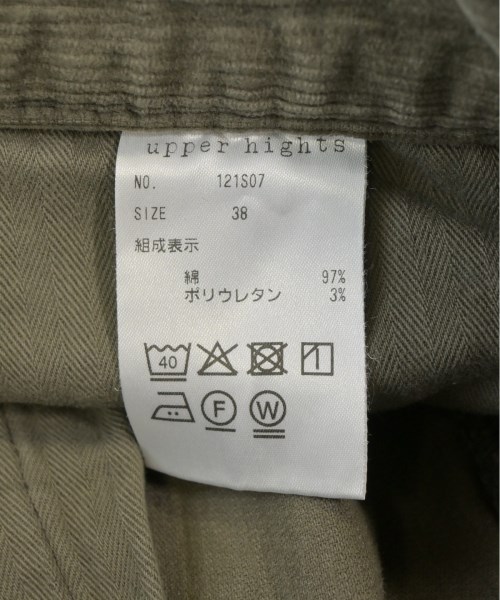 upper hights
NO. 121S07
SIZE 38
組成表示
綿 97%
ポリウレタン 3%
40
F W